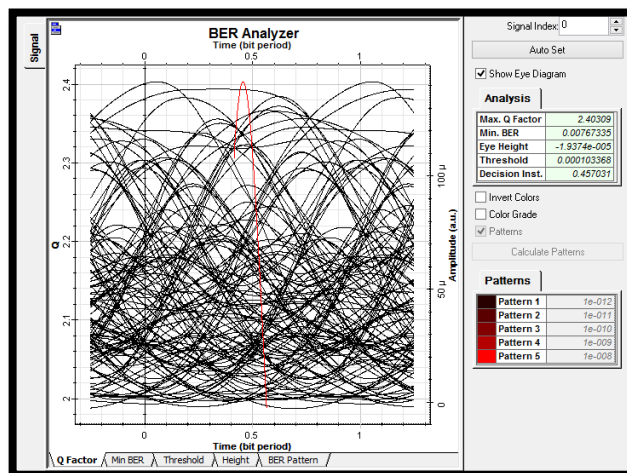 Signal
BER Analyzer
Time (bit period)
0 0.5 1
Q
2.4
2.3
2.2
2.1
2
Amplitude (a.u.)
100 µ
50 µ
0
0 0.5 1
Time (bit period)
Q Factor Min BER Threshold Height BER Pattern
Signal Index: 0
Auto Set
Show Eye Diagram
Analysis
Max. Q Factor 2.40309
Min. BER 0.00767335
Eye Height -1.9374e-005
Threshold 0.000103368
Decision Inst. 0.457031
Invert Colors
Color Grade
Patterns
Calculate Patterns
Patterns
Pattern 1 1e-012
Pattern 2 1e-011
Pattern 3 1e-010
Pattern 4 1e-009
Pattern 5 1e-008